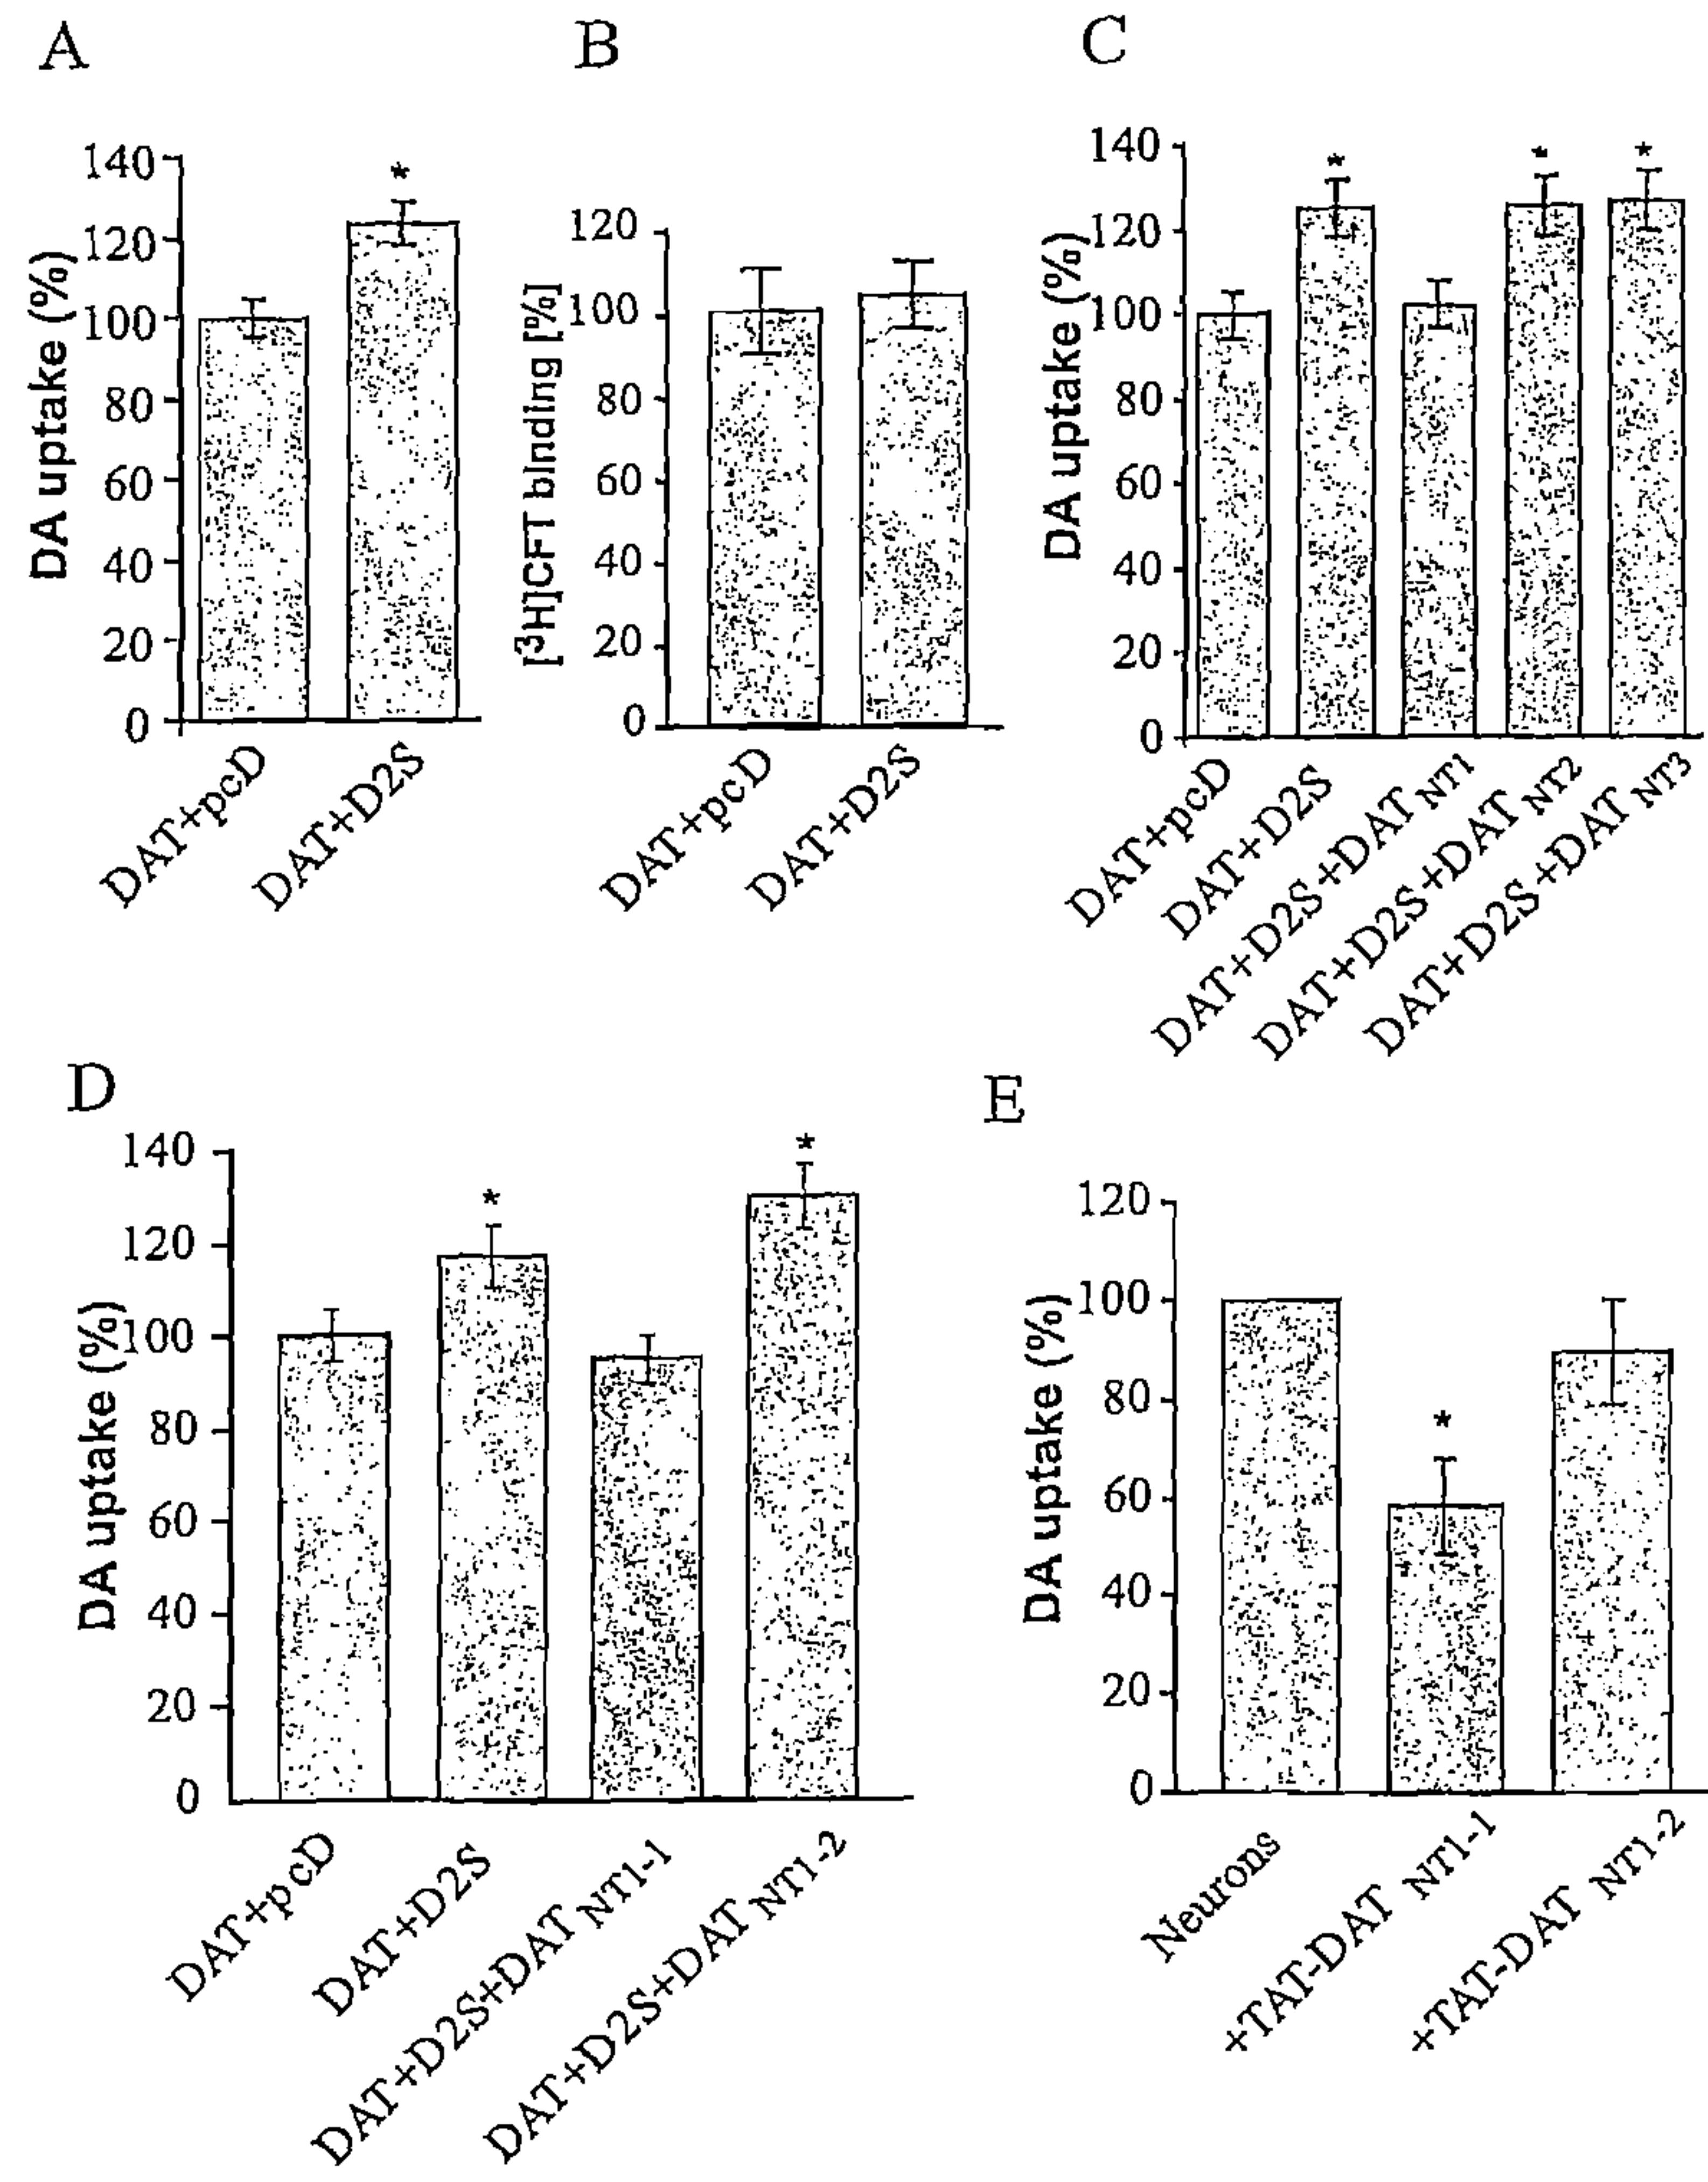 A
DA uptake (%)
140
120
100
80
60
40
20
0
*
DAT+pcD
DAT+D2S
B
[3H]CFT binding [%]
120
100
80
60
40
20
0
DAT+pcD
DAT+D2S
C
DA uptake (%)
140
120
100
80
60
40
20
0
*
*
*
DAT+pcD
DAT+D2S
DAT+D2S+DAT NT1
DAT+D2S+DAT NT2
DAT+D2S+DAT NT3
D
DA uptake (%)
140
120
100
80
60
40
20
0
*
*
DAT+pcD
DAT+D2S
DAT+D2S+DAT NT1-1
DAT+D2S+DAT NT1-2
E
DA uptake (%)
120
100
80
60
40
20
0
*
Neurons
+TAT-DAT NT1-1
+TAT-DAT NT1-2